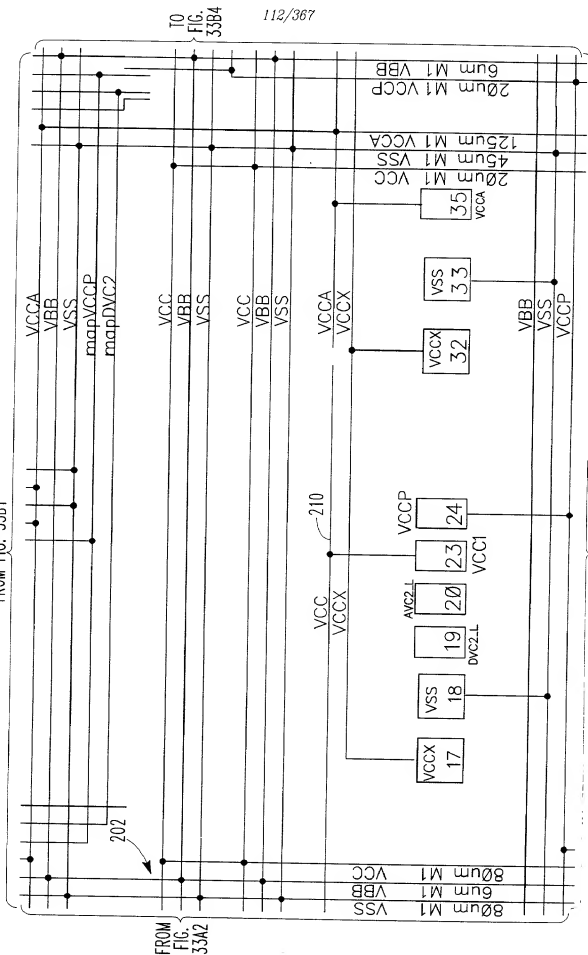 112/367
TO
FIG.
33B4
6um M1 VBB
20um M1 VCCP
125um M1 VCCA
45um M1 VSS
20um M1 VCC
VCCA
VBB
VSS
mapVCCP
mapDVC2
VCC
VBB
VSS
VCC
VBB
VSS
VCCA
VCCX
35
VCCA
VSS
33
VCCX
32
VBB
VSS
VCCP
210
VCC
VCCX
VCCP
24
23
VCC1
AVC2_L
20
19
DVC2_L
VSS
18
VCCX
17
202
80um M1 VCC
6um M1 VBB
80um M1 VSS
FROM
FIG.
33A2